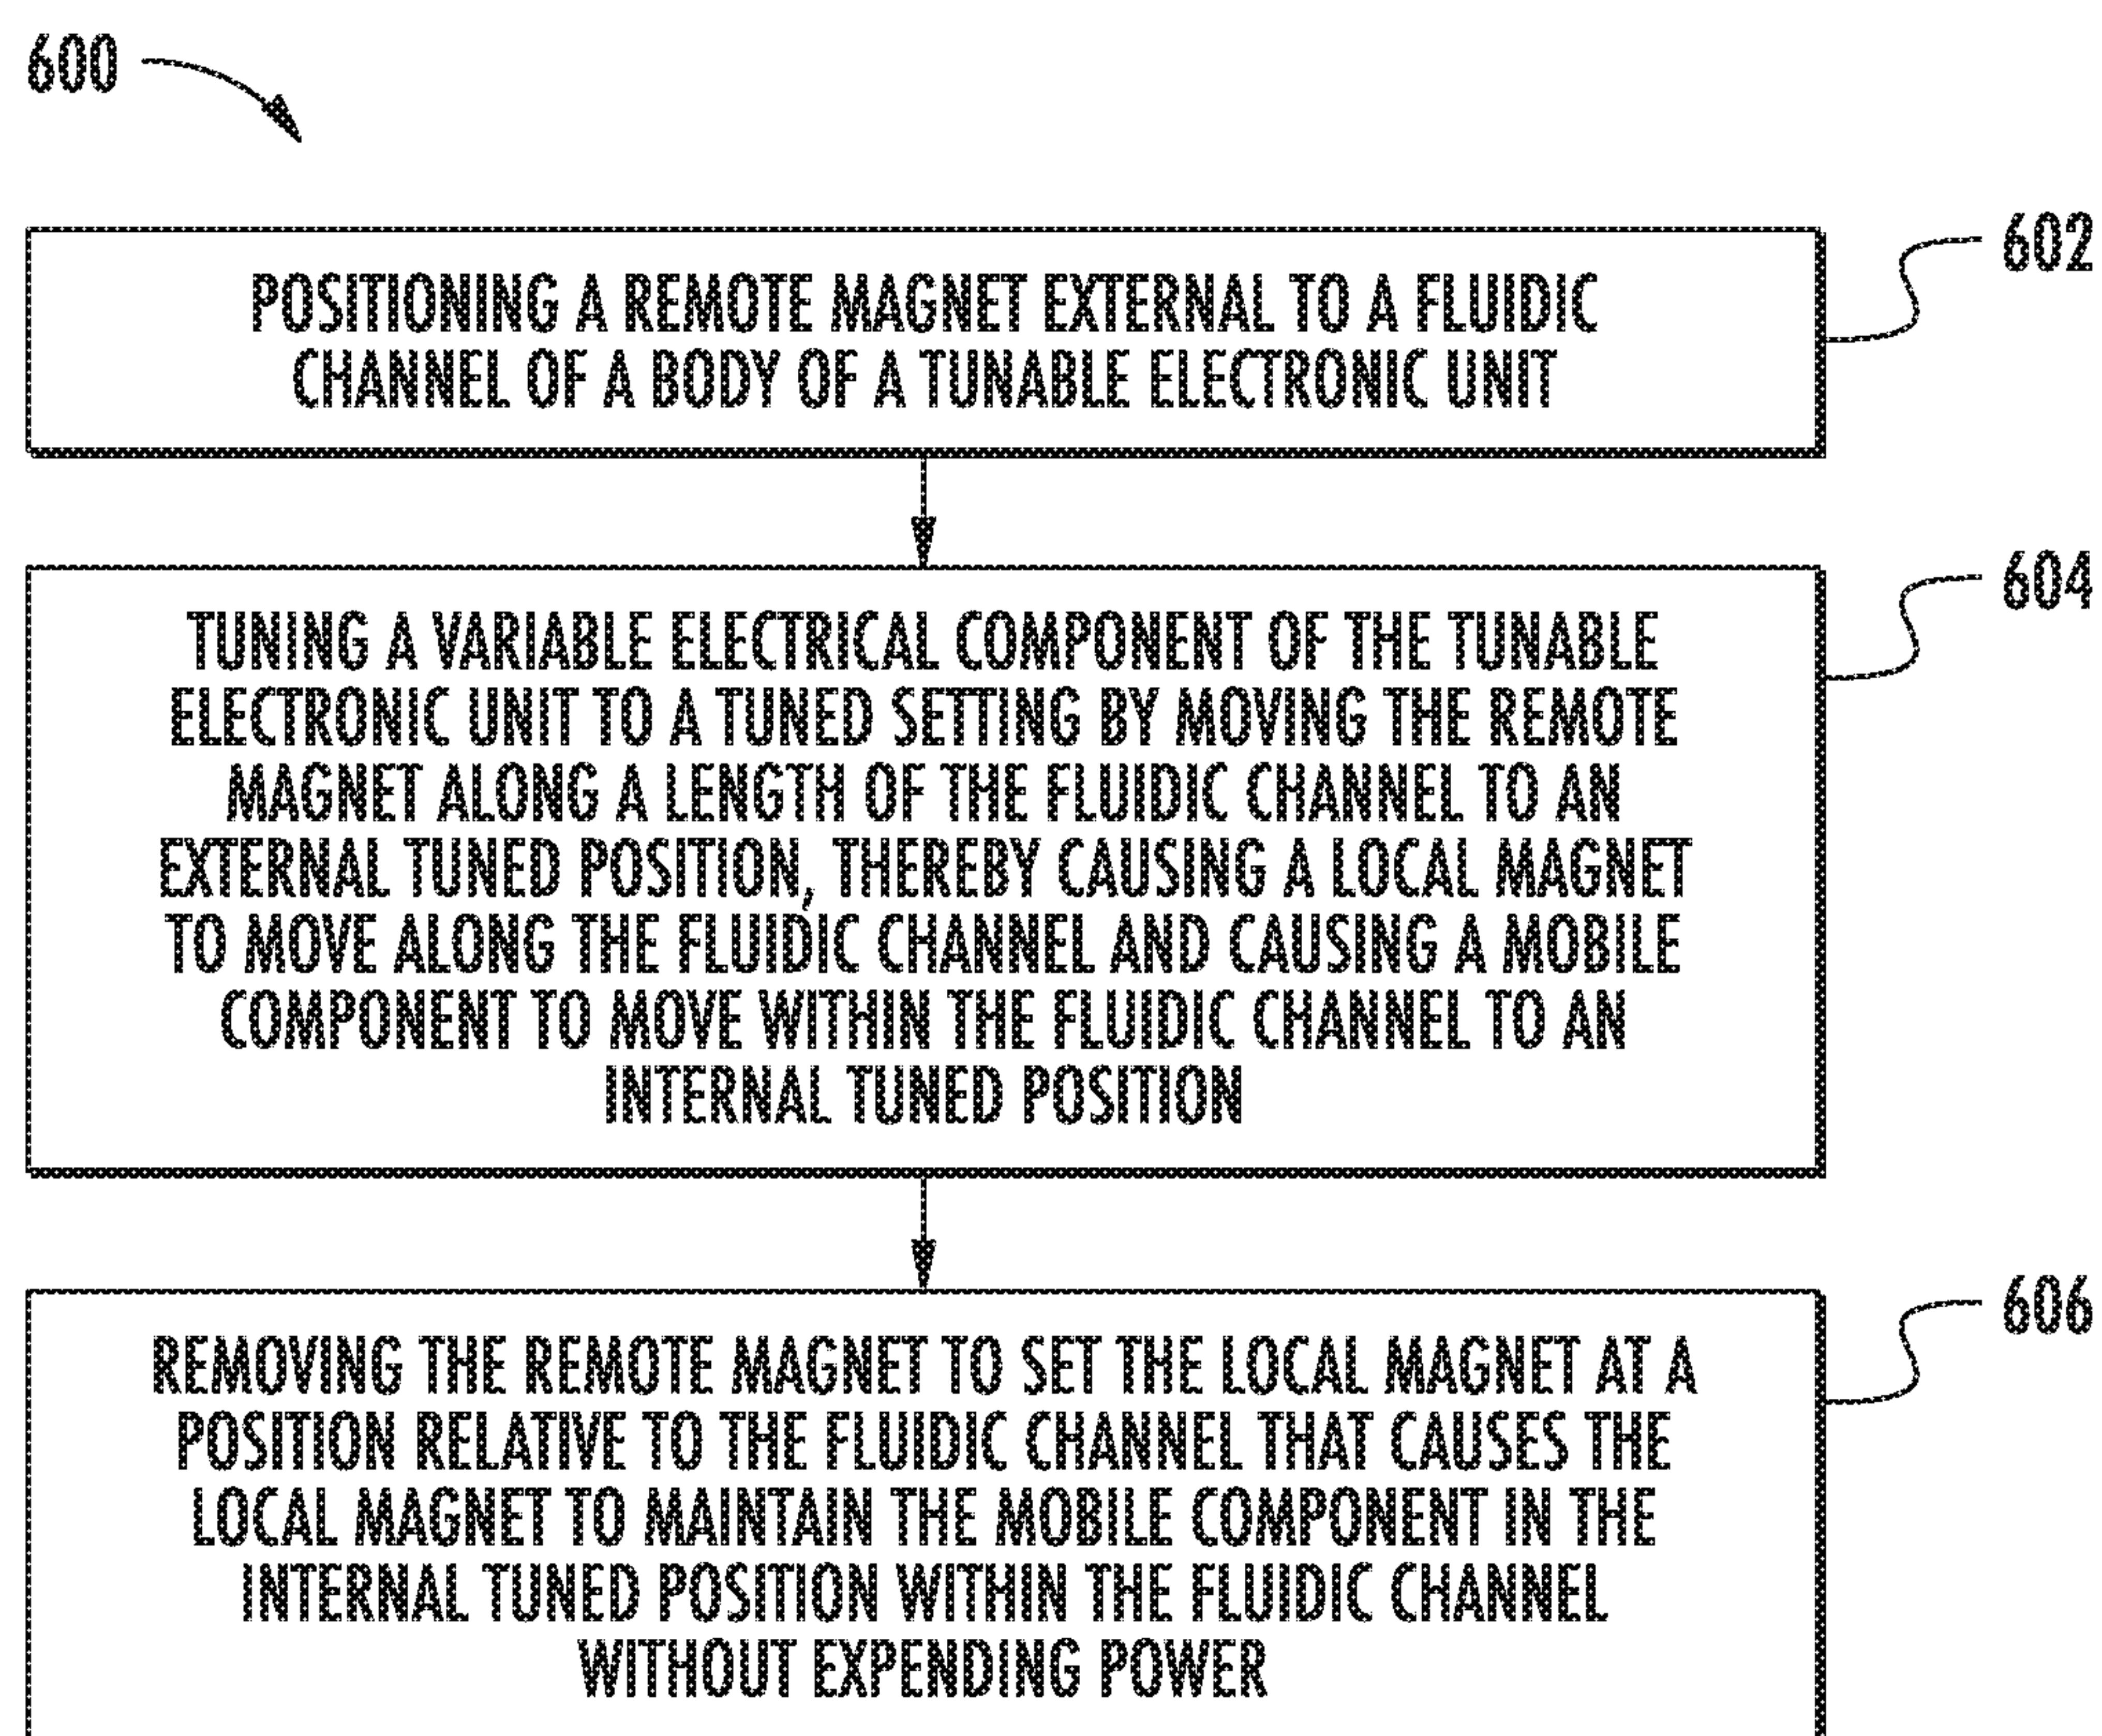 600
602
POSITIONING A REMOTE MAGNET EXTERNAL TO A FLUIDIC
CHANNEL OF A BODY OF A TUNABLE ELECTRONIC UNIT
604
TUNING A VARIABLE ELECTRICAL COMPONENT OF THE TUNABLE
ELECTRONIC UNIT TO A TUNED SETTING BY MOVING THE REMOTE
MAGNET ALONG A LENGTH OF THE FLUIDIC CHANNEL TO AN
EXTERNAL TUNED POSITION, THEREBY CAUSING A LOCAL MAGNET
TO MOVE ALONG THE FLUIDIC CHANNEL AND CAUSING A MOBILE
COMPONENT TO MOVE WITHIN THE FLUIDIC CHANNEL TO AN
INTERNAL TUNED POSITION
606
REMOVING THE REMOTE MAGNET TO SET THE LOCAL MAGNET AT A
POSITION RELATIVE TO THE FLUIDIC CHANNEL THAT CAUSES THE
LOCAL MAGNET TO MAINTAIN THE MOBILE COMPONENT IN THE
INTERNAL TUNED POSITION WITHIN THE FLUIDIC CHANNEL
WITHOUT EXPENDING POWER